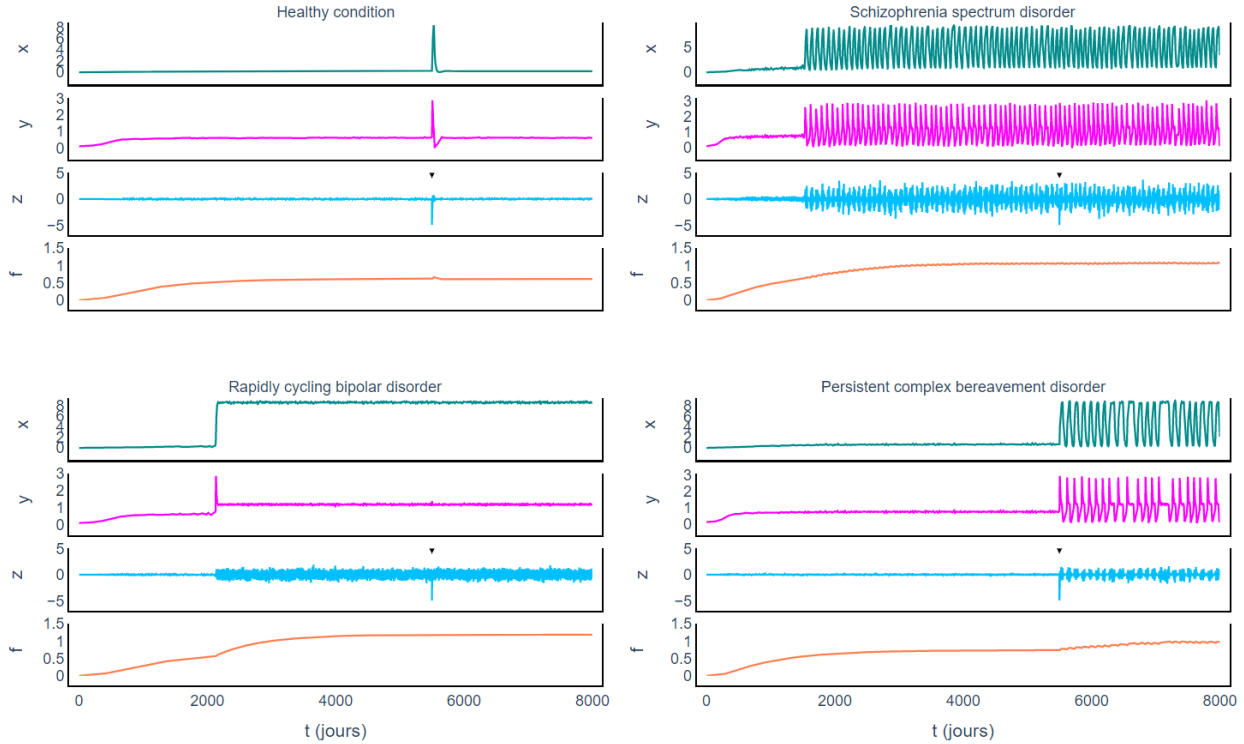 Healthy condition
x
8
6
4
2
0
y
3
2
1
0
z
5
0
−5
f
1.5
1
0.5
0
Schizophrenia spectrum disorder
x
5
0
y
3
2
1
0
z
5
0
−5
f
1.5
1
0.5
0
Rapidly cycling bipolar disorder
x
8
6
4
2
0
y
3
2
1
0
z
5
0
−5
f
1.5
1
0.5
0
0 2000 4000 6000 8000
t (jours)
Persistent complex bereavement disorder
x
8
6
4
2
0
y
3
2
1
0
z
5
0
−5
f
1.5
1
0.5
0
0 2000 4000 6000 8000
t (jours)